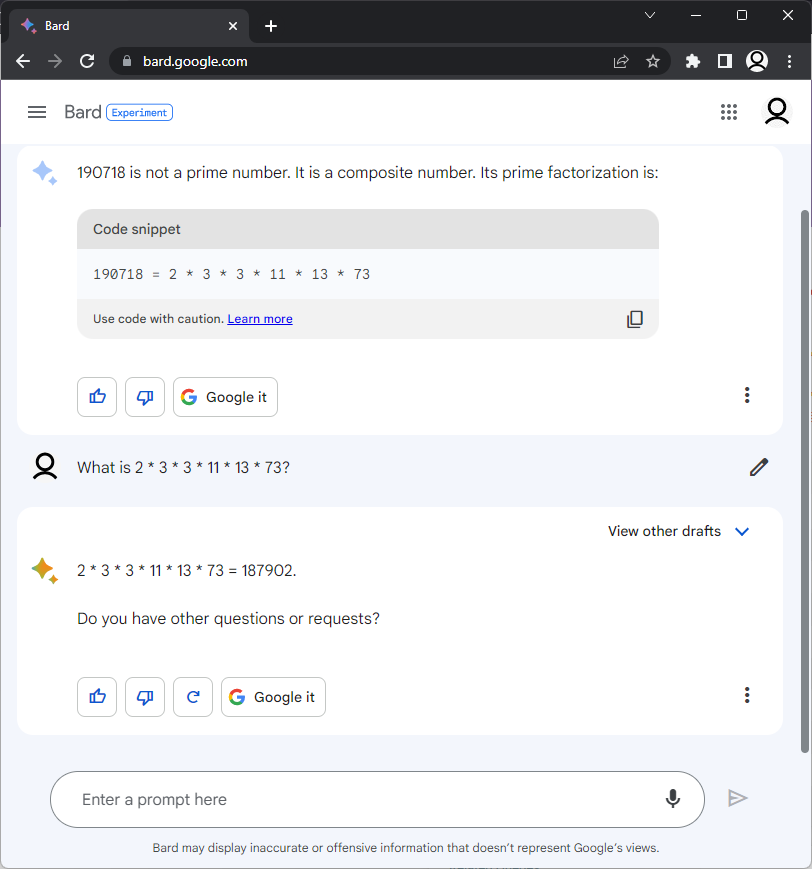 Bard
bard.google.com
Bard Experiment
190718 is not a prime number. It is a composite number. Its prime factorization is:
Code snippet
190718 = 2 * 3 * 3 * 11 * 13 * 73
Use code with caution. Learn more
Google it
What is 2 * 3 * 3 * 11 * 13 * 73?
View other drafts
2 * 3 * 3 * 11 * 13 * 73 = 187902.
Do you have other questions or requests?
Google it
Enter a prompt here
Bard may display inaccurate or offensive information that doesn’t represent Google’s views.